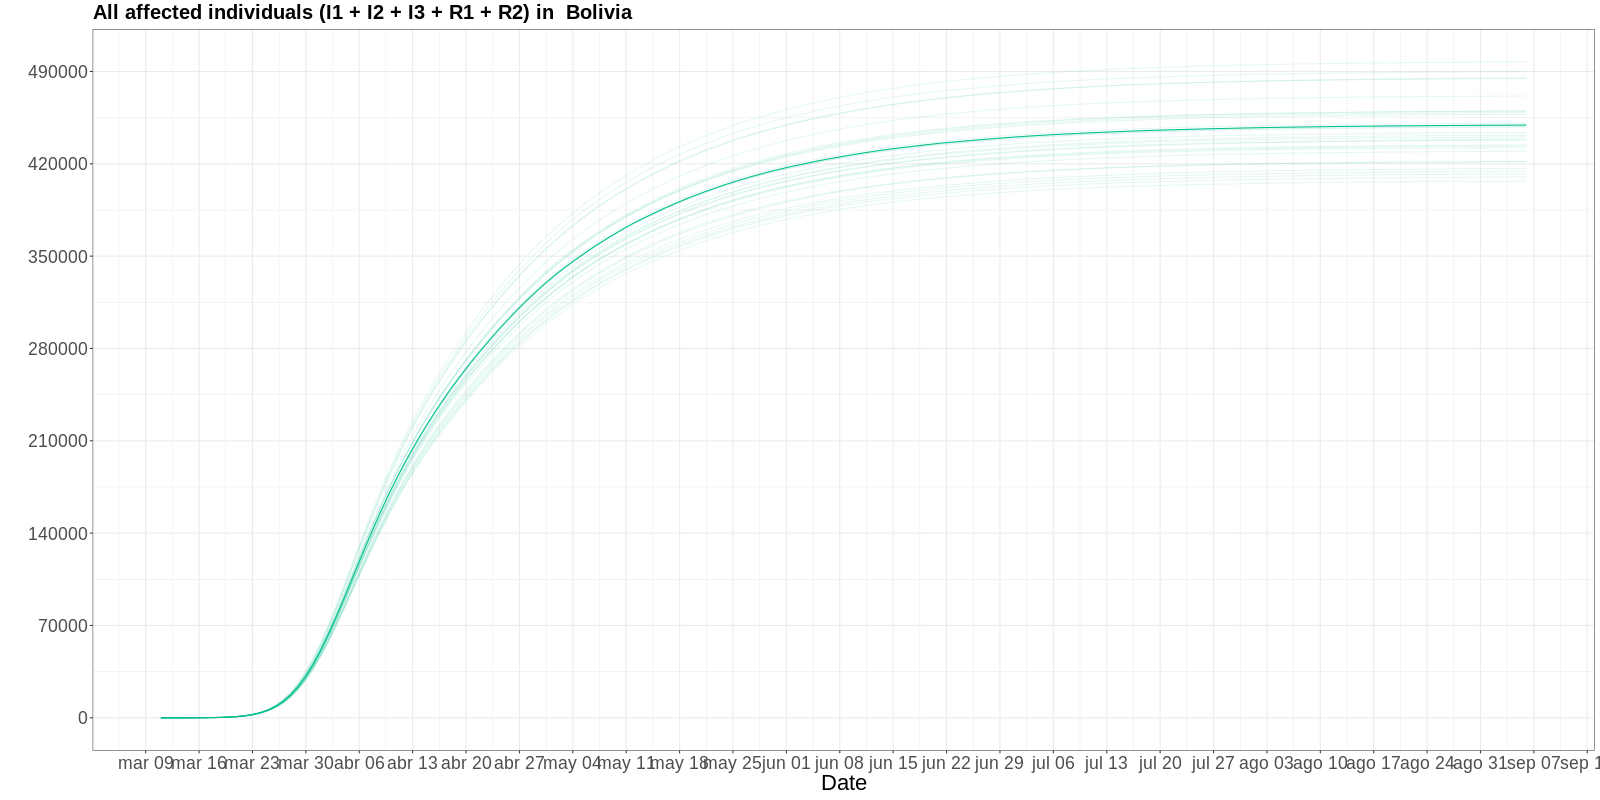 All affected individuals (I1 + I2 + I3 + R1 + R2) in  Bolivia
490000
420000
350000
280000
210000
140000
70000
0
mar 09 mar 16 mar 23 mar 30 abr 06 abr 13 abr 20 abr 27 may 04 may 11 may 18 may 25 jun 01 jun 08 jun 15 jun 22 jun 29 jul 06 jul 13 jul 20 jul 27 ago 03 ago 10 ago 17 ago 24 ago 31 sep 07 sep 1
Date